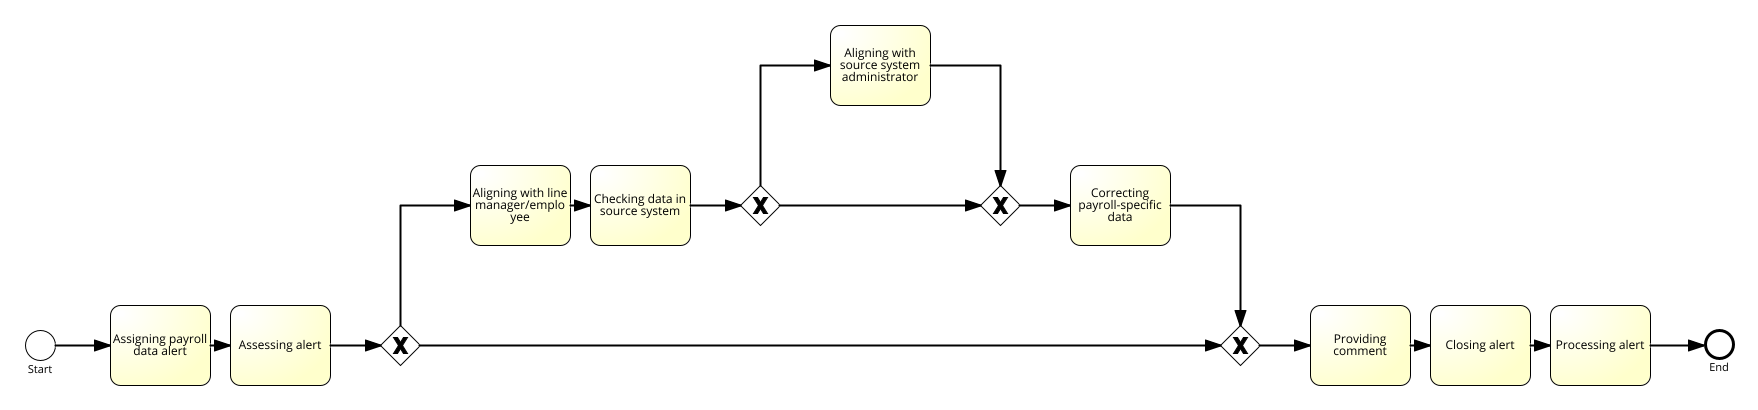 Aligning with
source system
administrator
Aligning with line
manager/emplo
yee
Checking data in
source system
Correcting
payroll-specific
data
Start
Assigning payroll
data alert
Assessing alert
Providing
comment
Closing alert
Processing alert
End